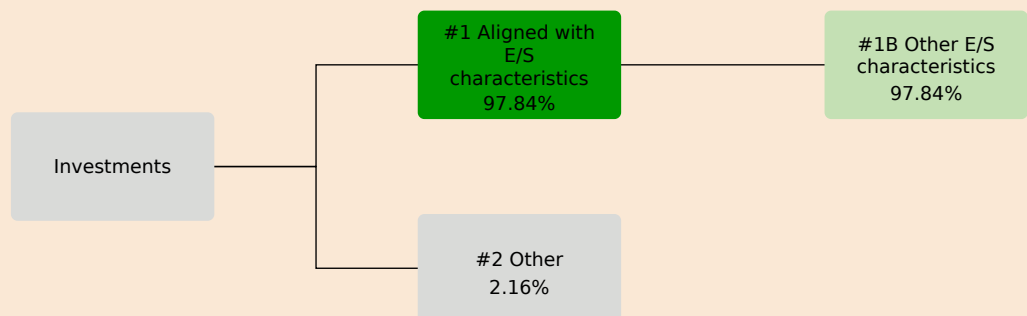 #1 Aligned with
E/S
characteristics
97.84%
#1B Other E/S
characteristics
97.84%
Investments
#2 Other
2.16%